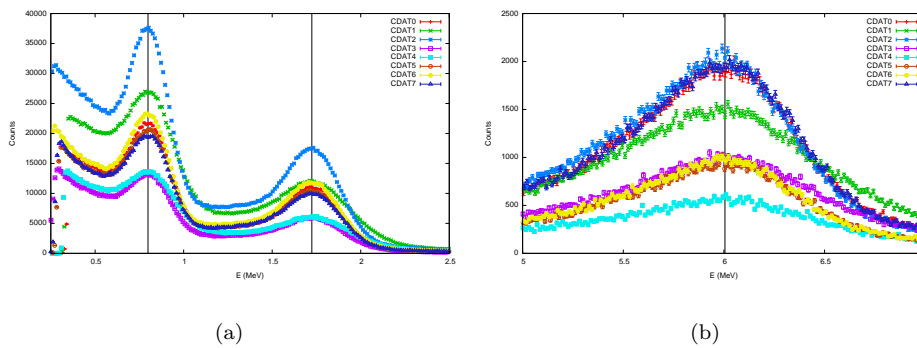 40000
35000
30000
25000
20000
15000
10000
5000
0
Counts
0.5
1
1.5
2
2.5
E (MeV)
CDAT0
CDAT1
CDAT2
CDAT3
CDAT4
CDAT5
CDAT6
CDAT7
2500
2000
1500
1000
500
0
Counts
5
5.5
6
6.5
E (MeV)
CDAT0
CDAT1
CDAT2
CDAT3
CDAT4
CDAT5
CDAT6
CDAT7
(a)
(b)